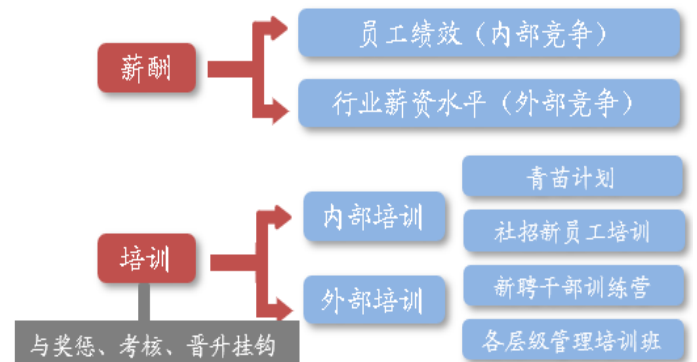 薪酬
员工绩效（内部竞争）
行业薪资水平（外部竞争）
培训
内部培训
外部培训
青苗计划
社招新员工培训
新聘干部训练营
各层级管理培训班
与奖惩、考核、晋升挂钩